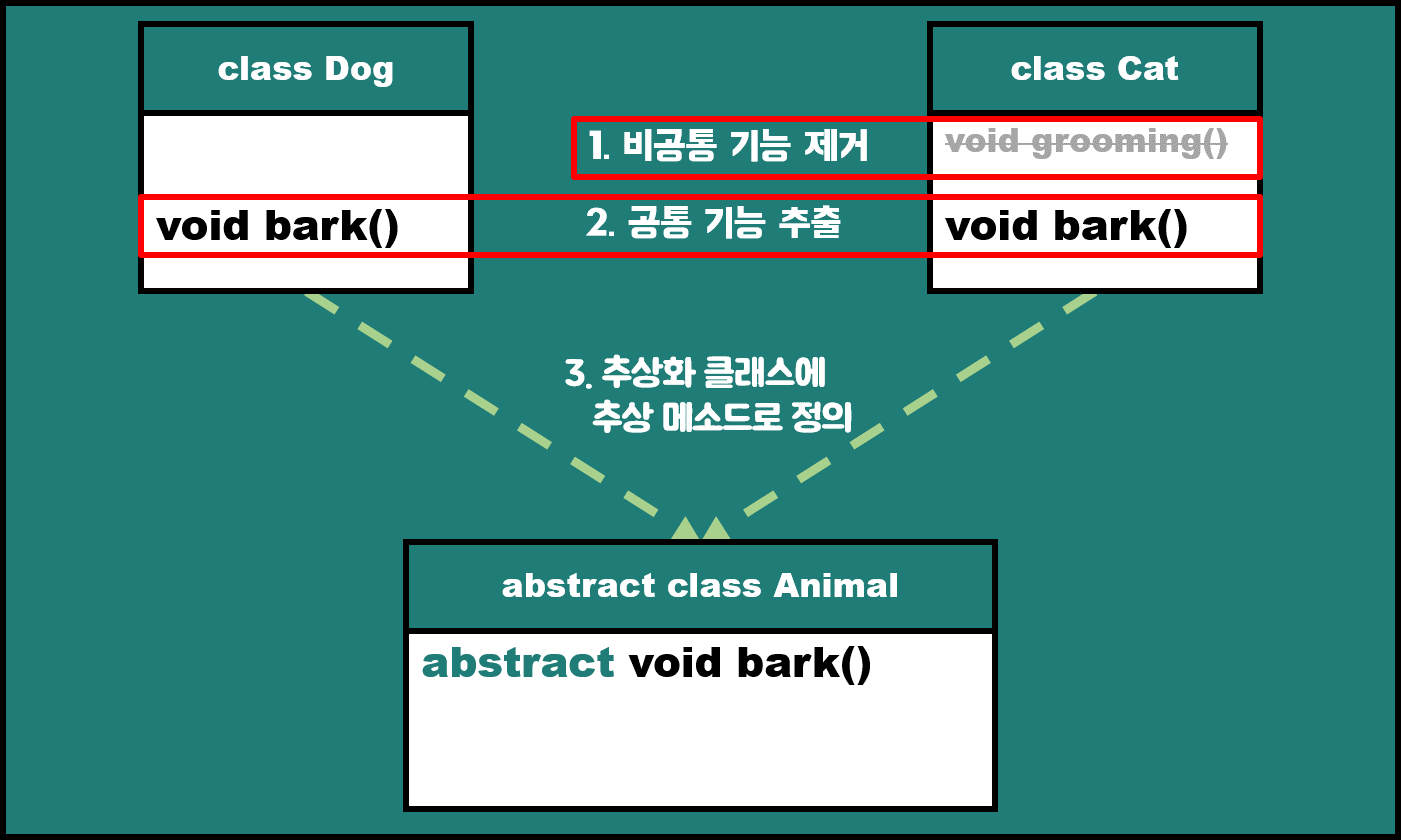 class Dog
class Cat
1. 비공통 기능 제거
void grooming()
void bark()
2. 공통 기능 추출
void bark()
3. 추상화 클래스에
추상 메소드로 정의
abstract class Animal
abstract void bark()